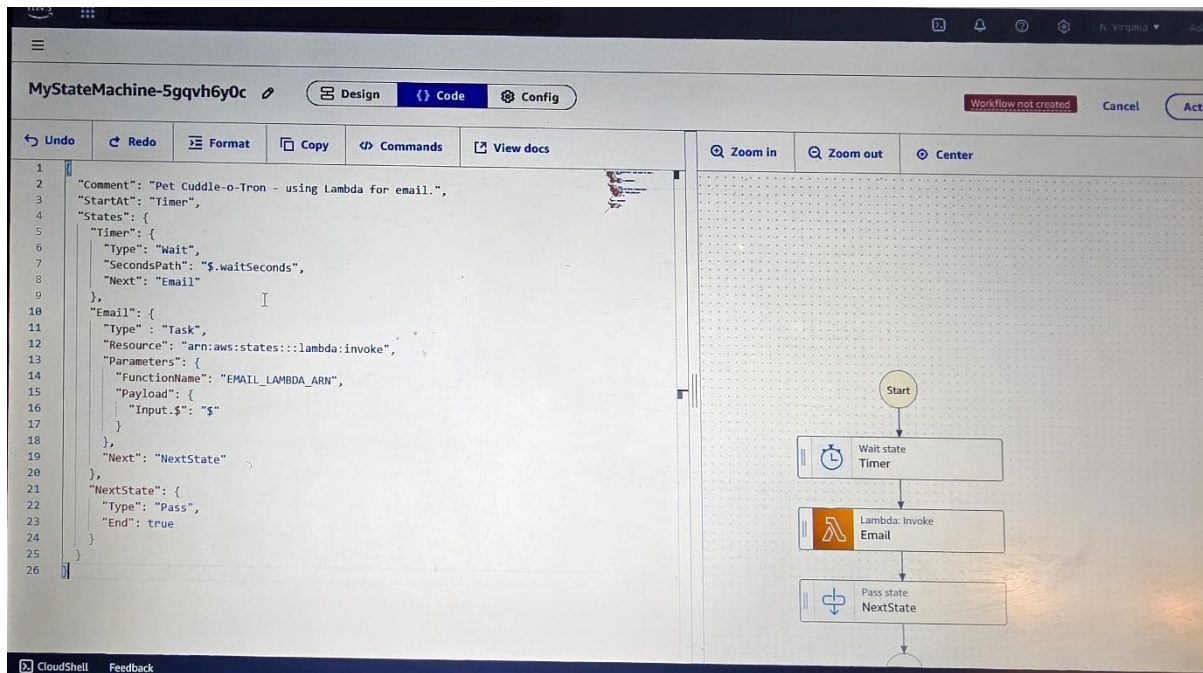 N. Virginia
MyStateMachine-5gqvh6y0c
Design
{} Code
Config
Workflow not created
Cancel
Undo
Redo
Format
Copy
</> Commands
View docs
Zoom in
Zoom out
Center
1 {
2 "Comment": "Pet Cuddle-o-Tron - using Lambda for email.",
3 "StartAt": "Timer",
4 "States": {
5 "Timer": {
6 "Type": "Wait",
7 "SecondsPath": "$.waitSeconds",
8 "Next": "Email"
9 },
10 "Email": {
11 "Type" : "Task",
12 "Resource": "arn:aws:states:::lambda:invoke",
13 "Parameters": {
14 "FunctionName": "EMAIL_LAMBDA_ARN",
15 "Payload": {
16 "Input.$": "$"
17 }
18 },
19 "Next": "NextState"
20 },
21 "NextState": {
22 "Type": "Pass",
23 "End": true
24 }
25 }
26 }
Start
Wait state
Timer
Lambda: Invoke
Email
Pass state
NextState
CloudShell
Feedback